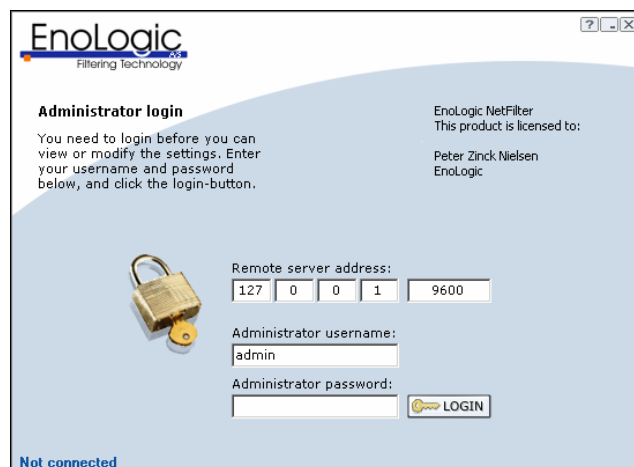 EnoLogic A/S
Filtering Technology
? _ X
Administrator login
You need to login before you can
view or modify the settings. Enter
your username and password
below, and click the login-button.
EnoLogic NetFilter
This product is licensed to:
Peter Zinck Nielsen
EnoLogic
Remote server address:
127 0 0 1 9600
Administrator username:
admin
Administrator password:
LOGIN
Not connected